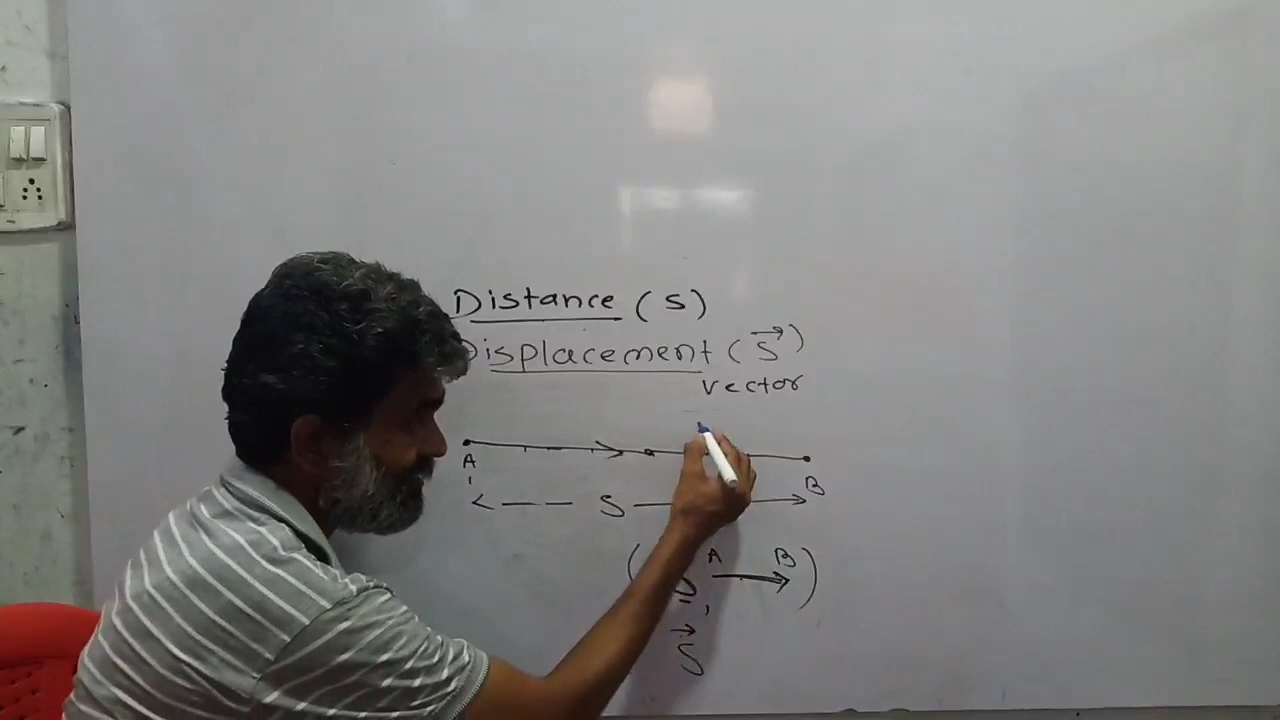 Distance (S)
Displacement (S⃗)
vector
A
B
S
( A → B )
S⃗